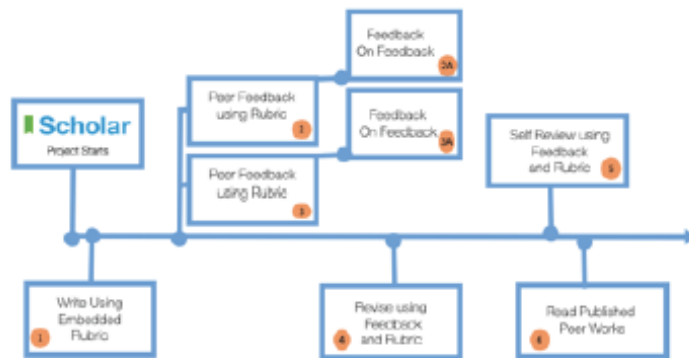 Scholar
Project Starts
Peer Feedback
using Rubric
Feedback
On Feedback
3A
Peer Feedback
using Rubric
Feedback
On Feedback
3A
Self Review using
Feedback
and Rubric
5
Write Using
Embedded
Rubric
1
Revise using
Feedback
and Rubric
4
Read Published
Peer Works
6